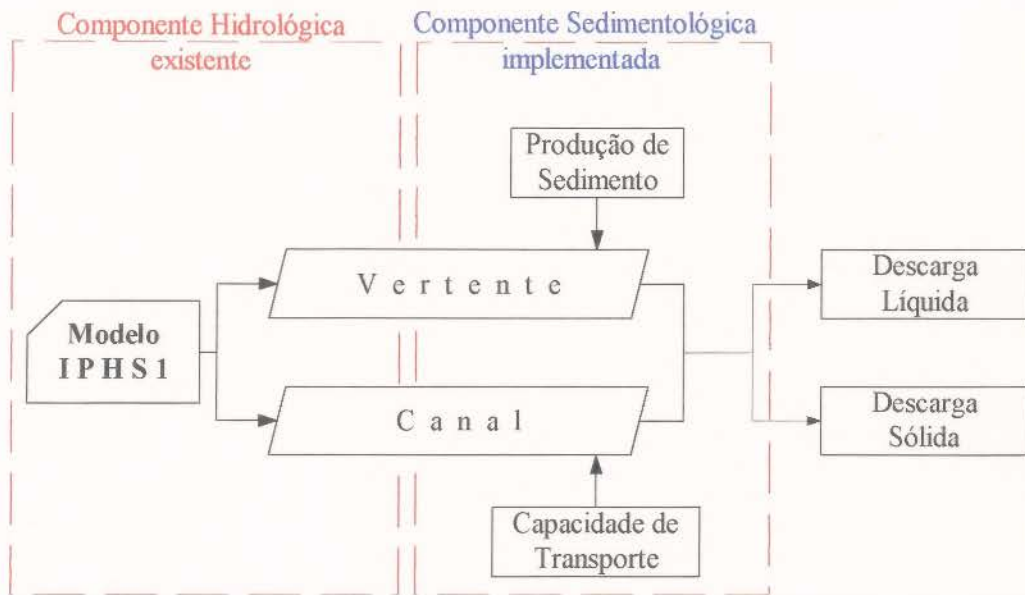 Componente Hidrológica
existente
Componente Sedimentológica
implementada
Produção de
Sedimento
Vertente
Modelo
IPHS1
Canal
Capacidade de
Transporte
Descarga
Líquida
Descarga
Sólida